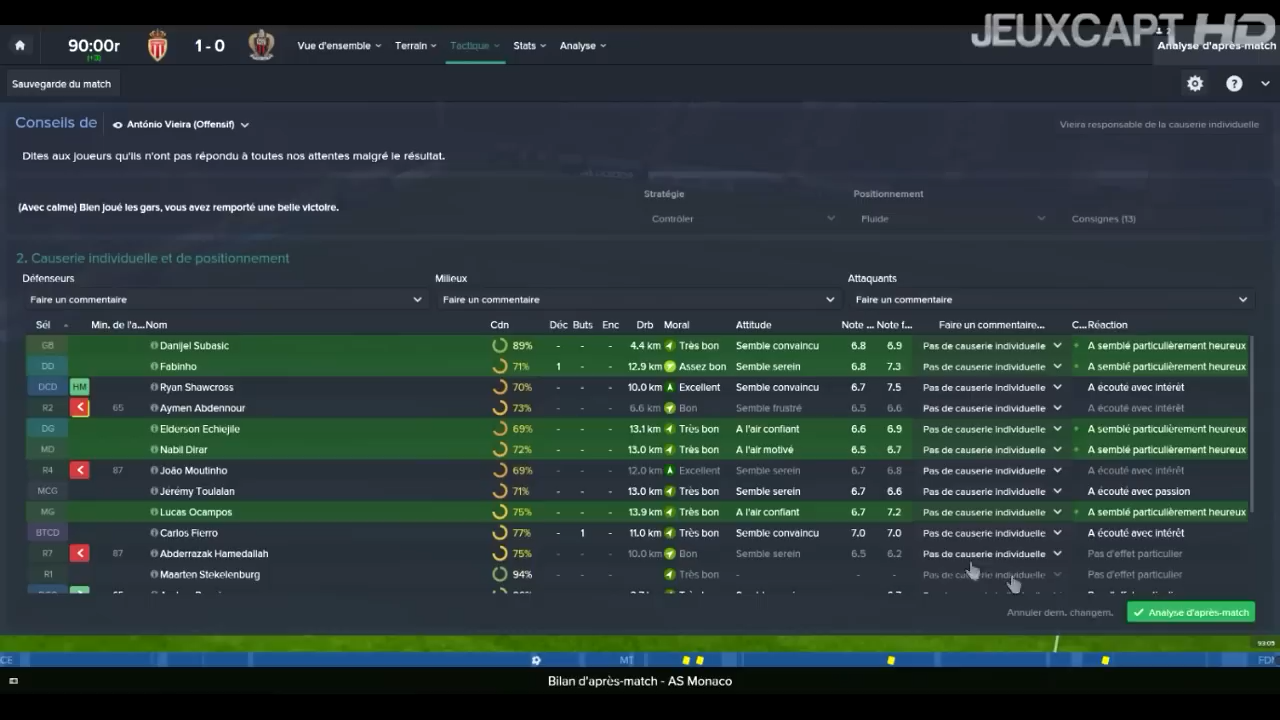 JEUXCAPT HD
90:00r (+3) 1 - 0 Vue d'ensemble Terrain Tactique Stats Analyse Analyse d'après-match
Sauvegarde du match
Conseils de António Vieira (Offensif) Vieira responsable de la causerie individuelle
Dites aux joueurs qu'ils n'ont pas répondu à toutes nos attentes malgré le résultat.
Stratégie Positionnement
(Avec calme) Bien joué les gars, vous avez remporté une belle victoire.
Contrôler Fluide Consignes (13)
2. Causerie individuelle et de positionnement
Défenseurs Milieux Attaquants
Faire un commentaire Faire un commentaire Faire un commentaire
Sél Min. de l'a... Nom Cdn Déc Buts Enc Drb Moral Attitude Note ... Note f... Faire un commentaire... C... Réaction
GB Danijel Subasic 89% - - - 4.4 km Très bon Semble convaincu 6.8 6.9 Pas de causerie individuelle A semblé particulièrement heureux
DD Fabinho 71% 1 - - 12.9 km Assez bon Semble serein 6.8 7.3 Pas de causerie individuelle A semblé particulièrement heureux
DCD HM Ryan Shawcross 70% - - - 10.0 km Excellent Semble convaincu 6.7 7.5 Pas de causerie individuelle A écouté avec intérêt
R2 65 Aymen Abdennour 73% - - - 6.6 km Bon Semble frustré 6.5 6.6 Pas de causerie individuelle A écouté avec intérêt
DG Elderson Echiejile 69% - - - 13.1 km Très bon A l'air confiant 6.6 6.9 Pas de causerie individuelle A semblé particulièrement heureux
MD Nabil Dirar 72% - - - 13.0 km Très bon A l'air motivé 6.5 6.7 Pas de causerie individuelle A semblé particulièrement heureux
R4 87 João Moutinho 69% - - - 12.0 km Excellent Semble serein 6.7 6.8 Pas de causerie individuelle A écouté avec intérêt
MCG Jérémy Toulalan 71% - - - 13.0 km Très bon Semble serein 6.7 6.6 Pas de causerie individuelle A écouté avec passion
MG Lucas Ocampos 75% - - - 13.9 km Très bon A l'air confiant 6.7 7.2 Pas de causerie individuelle A semblé particulièrement heureux
BTCD Carlos Fierro 77% - 1 - 11.0 km Très bon Semble convaincu 7.0 7.0 Pas de causerie individuelle A écouté avec intérêt
R7 87 Abderrazak Hamedallah 75% - - - 10.0 km Bon Semble serein 6.5 6.2 Pas de causerie individuelle Pas d'effet particulier
R1 Maarten Stekelenburg 94% Très bon - - - Pas de causerie individuelle Pas d'effet particulier
Annuler dern. changem. Analyse d'après-match
93:05
CE MT FDM
Bilan d'après-match - AS Monaco